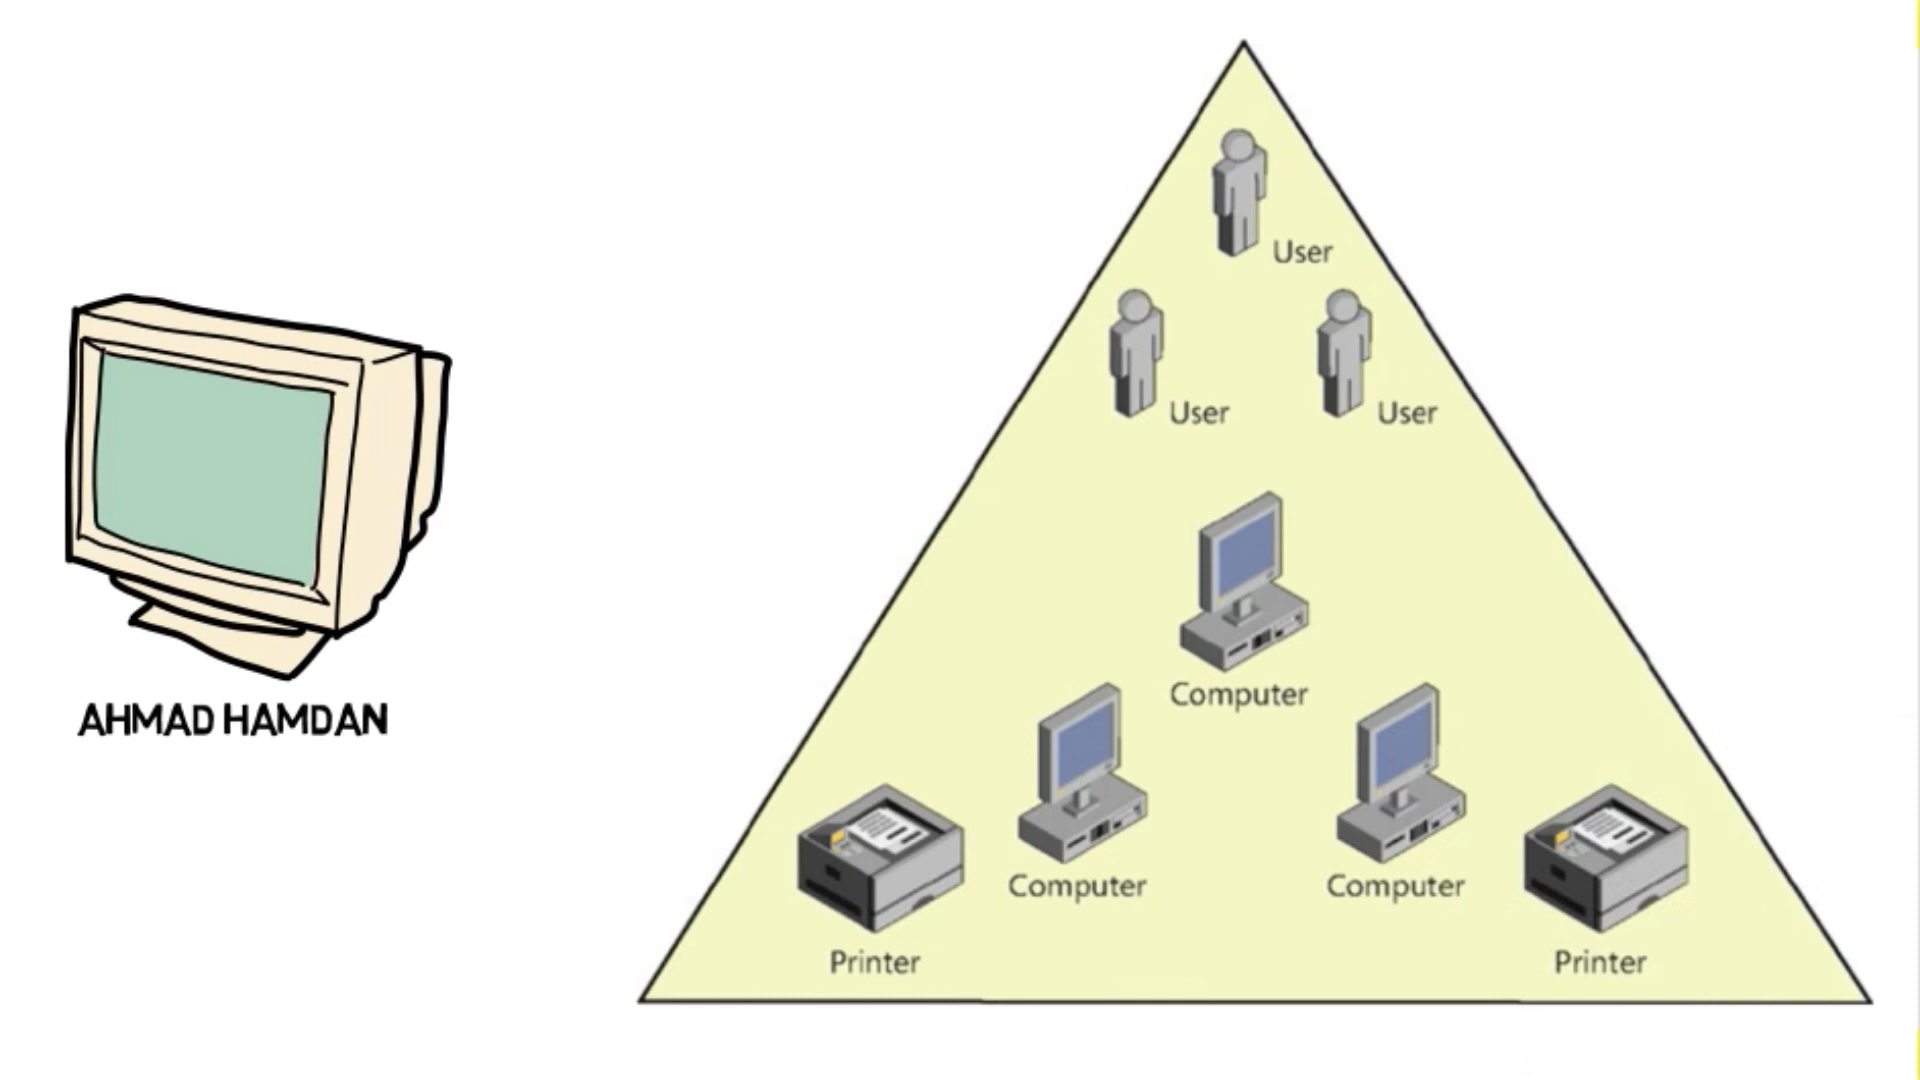 User
User
User
Computer
AHMAD HAMDAN
Computer
Computer
Printer
Printer